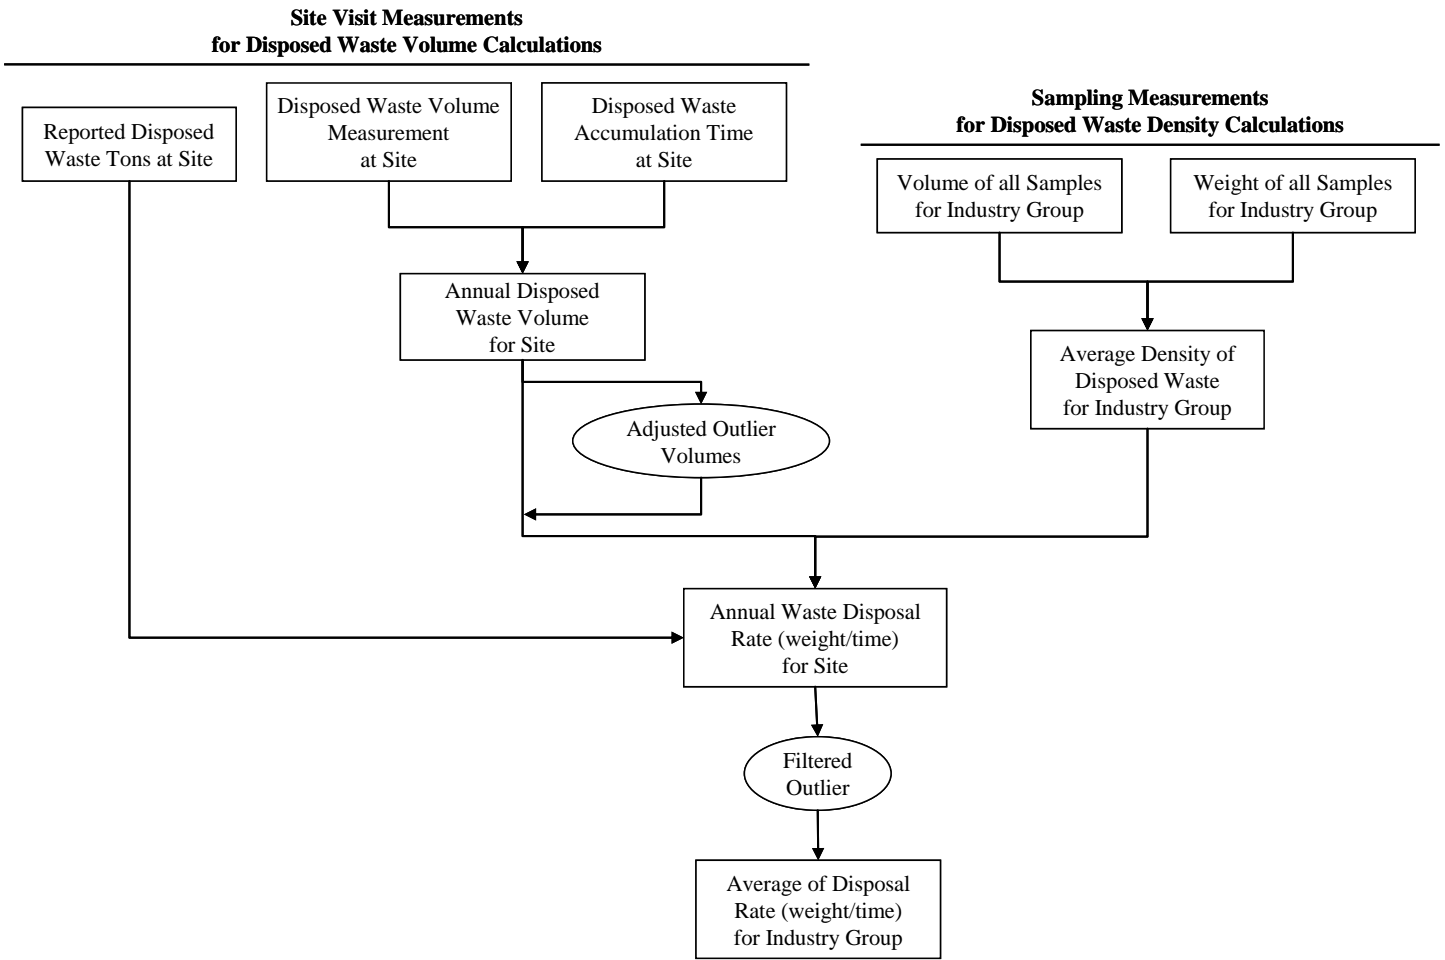 Site Visit Measurements
for Disposed Waste Volume Calculations
Reported Disposed
Waste Tons at Site
Disposed Waste Volume
Measurement
at Site
Disposed Waste
Accumulation Time
at Site
Sampling Measurements
for Disposed Waste Density Calculations
Volume of all Samples
for Industry Group
Weight of all Samples
for Industry Group
Annual Disposed
Waste Volume
for Site
Average Density of
Disposed Waste
for Industry Group
Adjusted Outlier
Volumes
Annual Waste Disposal
Rate (weight/time)
for Site
Filtered
Outlier
Average of Disposal
Rate (weight/time)
for Industry Group